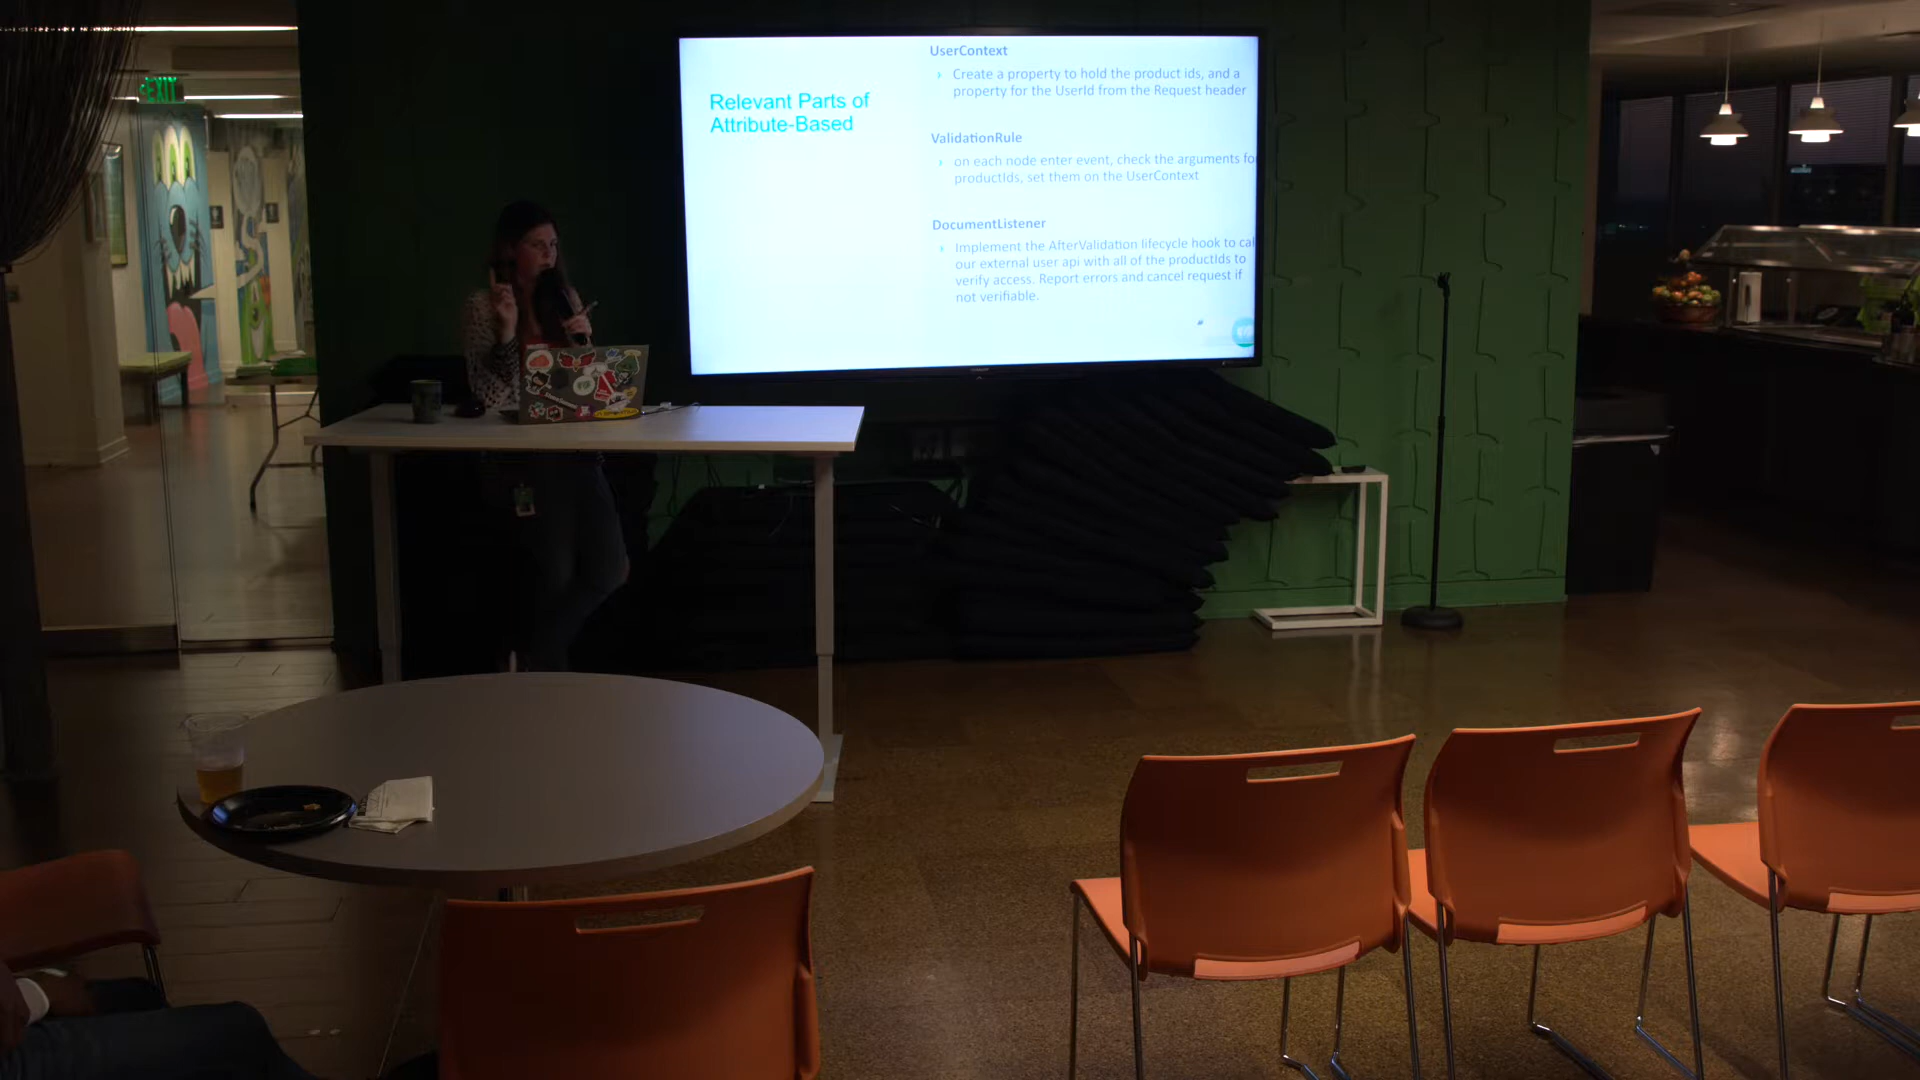 EXIT
Relevant Parts of
Attribute-Based
UserContext
Create a property to hold the product ids, and a
property for the UserId from the Request header
ValidationRule
on each node enter event, check the arguments fo
productIds, set them on the UserContext
DocumentListener
Implement the AfterValidation lifecycle hook to cal
our external user api with all of the productIds to
verify access. Report errors and cancel request if
not verifiable.